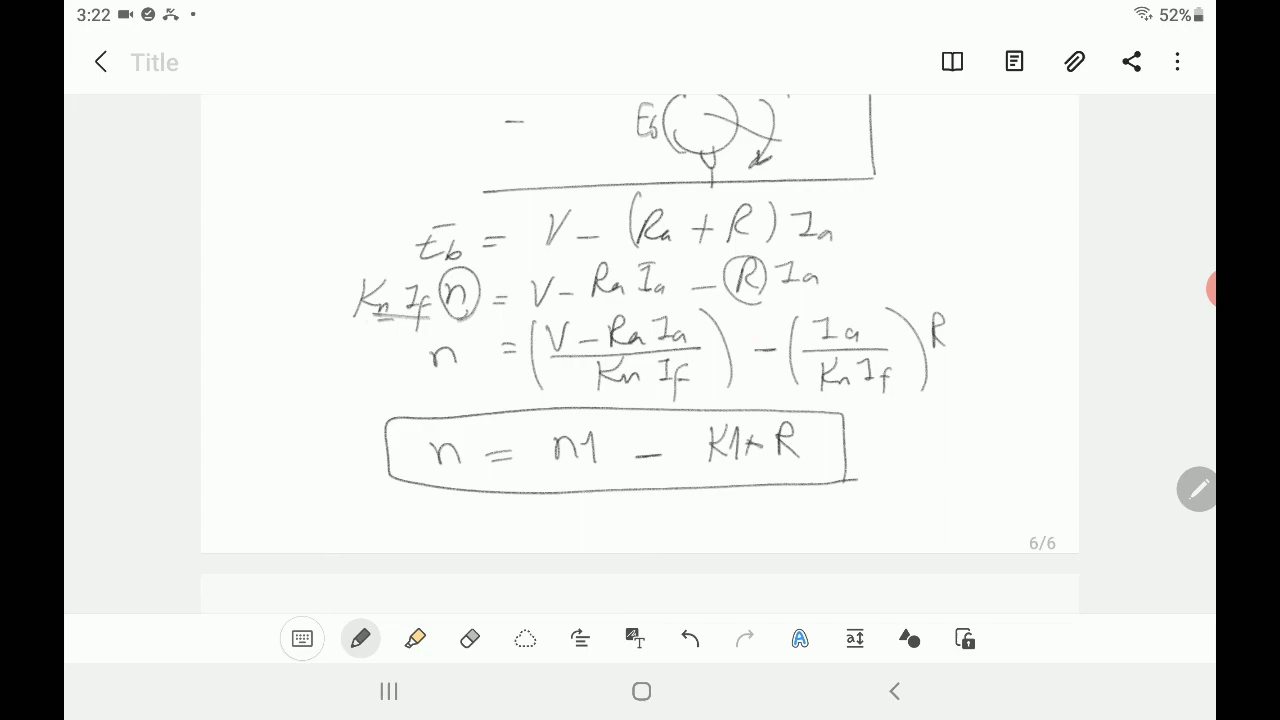 3:22 52%
Title
Eb
Eb = V - (Ra + R) Ia
Kn If n = V - Ra Ia - R Ia
n = (V - Ra Ia / Kn If) - (Ia / Kn If) R
n = n1 - K1 * R
6/6